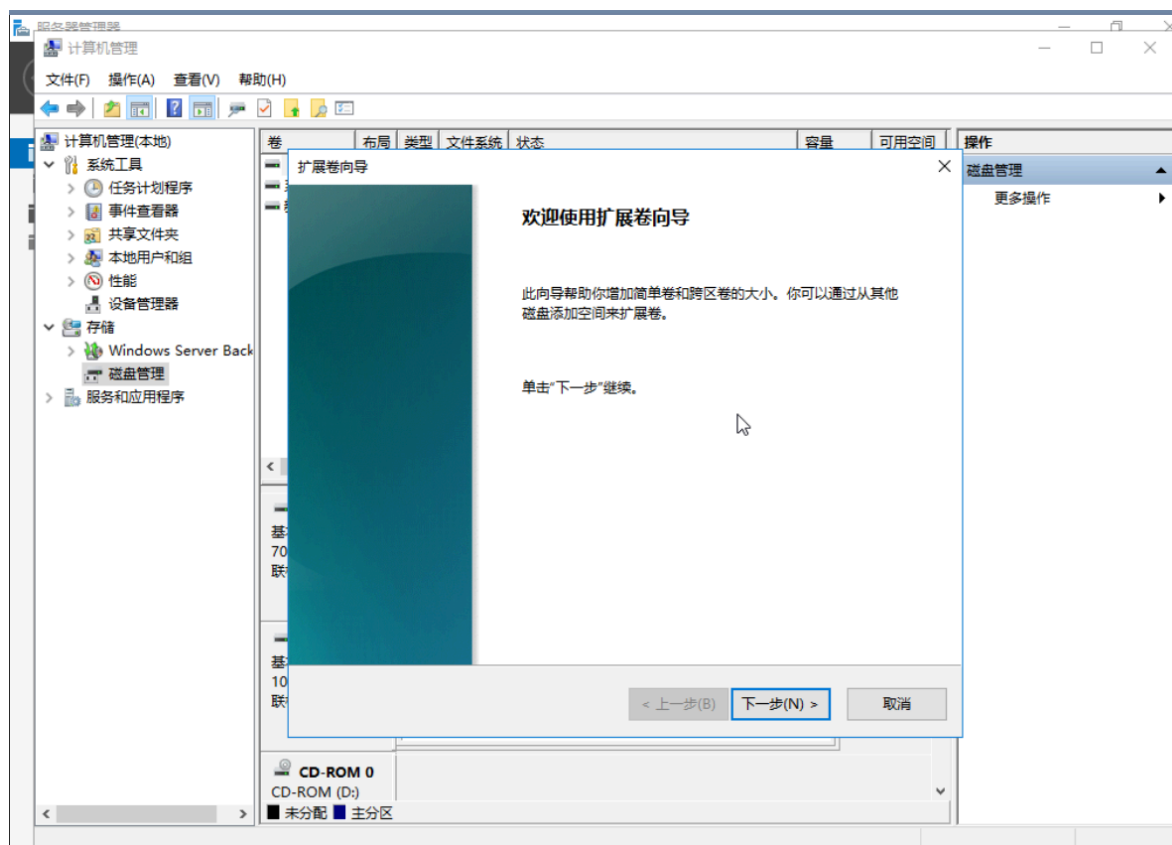 服务器管理器
计算机管理
文件(F) 操作(A) 查看(V) 帮助(H)
计算机管理(本地)
系统工具
任务计划程序
事件查看器
共享文件夹
本地用户和组
性能
设备管理器
存储
Windows Server Back
磁盘管理
服务和应用程序
卷 布局 类型 文件系统 状态 容量 可用空间
操作
磁盘管理
更多操作
扩展卷向导
欢迎使用扩展卷向导
此向导帮助你增加简单卷和跨区卷的大小。你可以通过从其他
磁盘添加空间来扩展卷。
单击"下一步"继续。
< 上一步(B) 下一步(N) > 取消
基
70
联
基
10
联
CD-ROM 0
CD-ROM (D:)
未分配 主分区